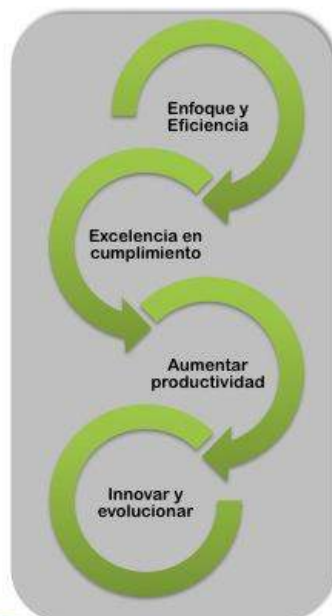 Enfoque y
Eficiencia
Excelencia en
cumplimiento
Aumentar
productividad
Innovar y
evolucionar